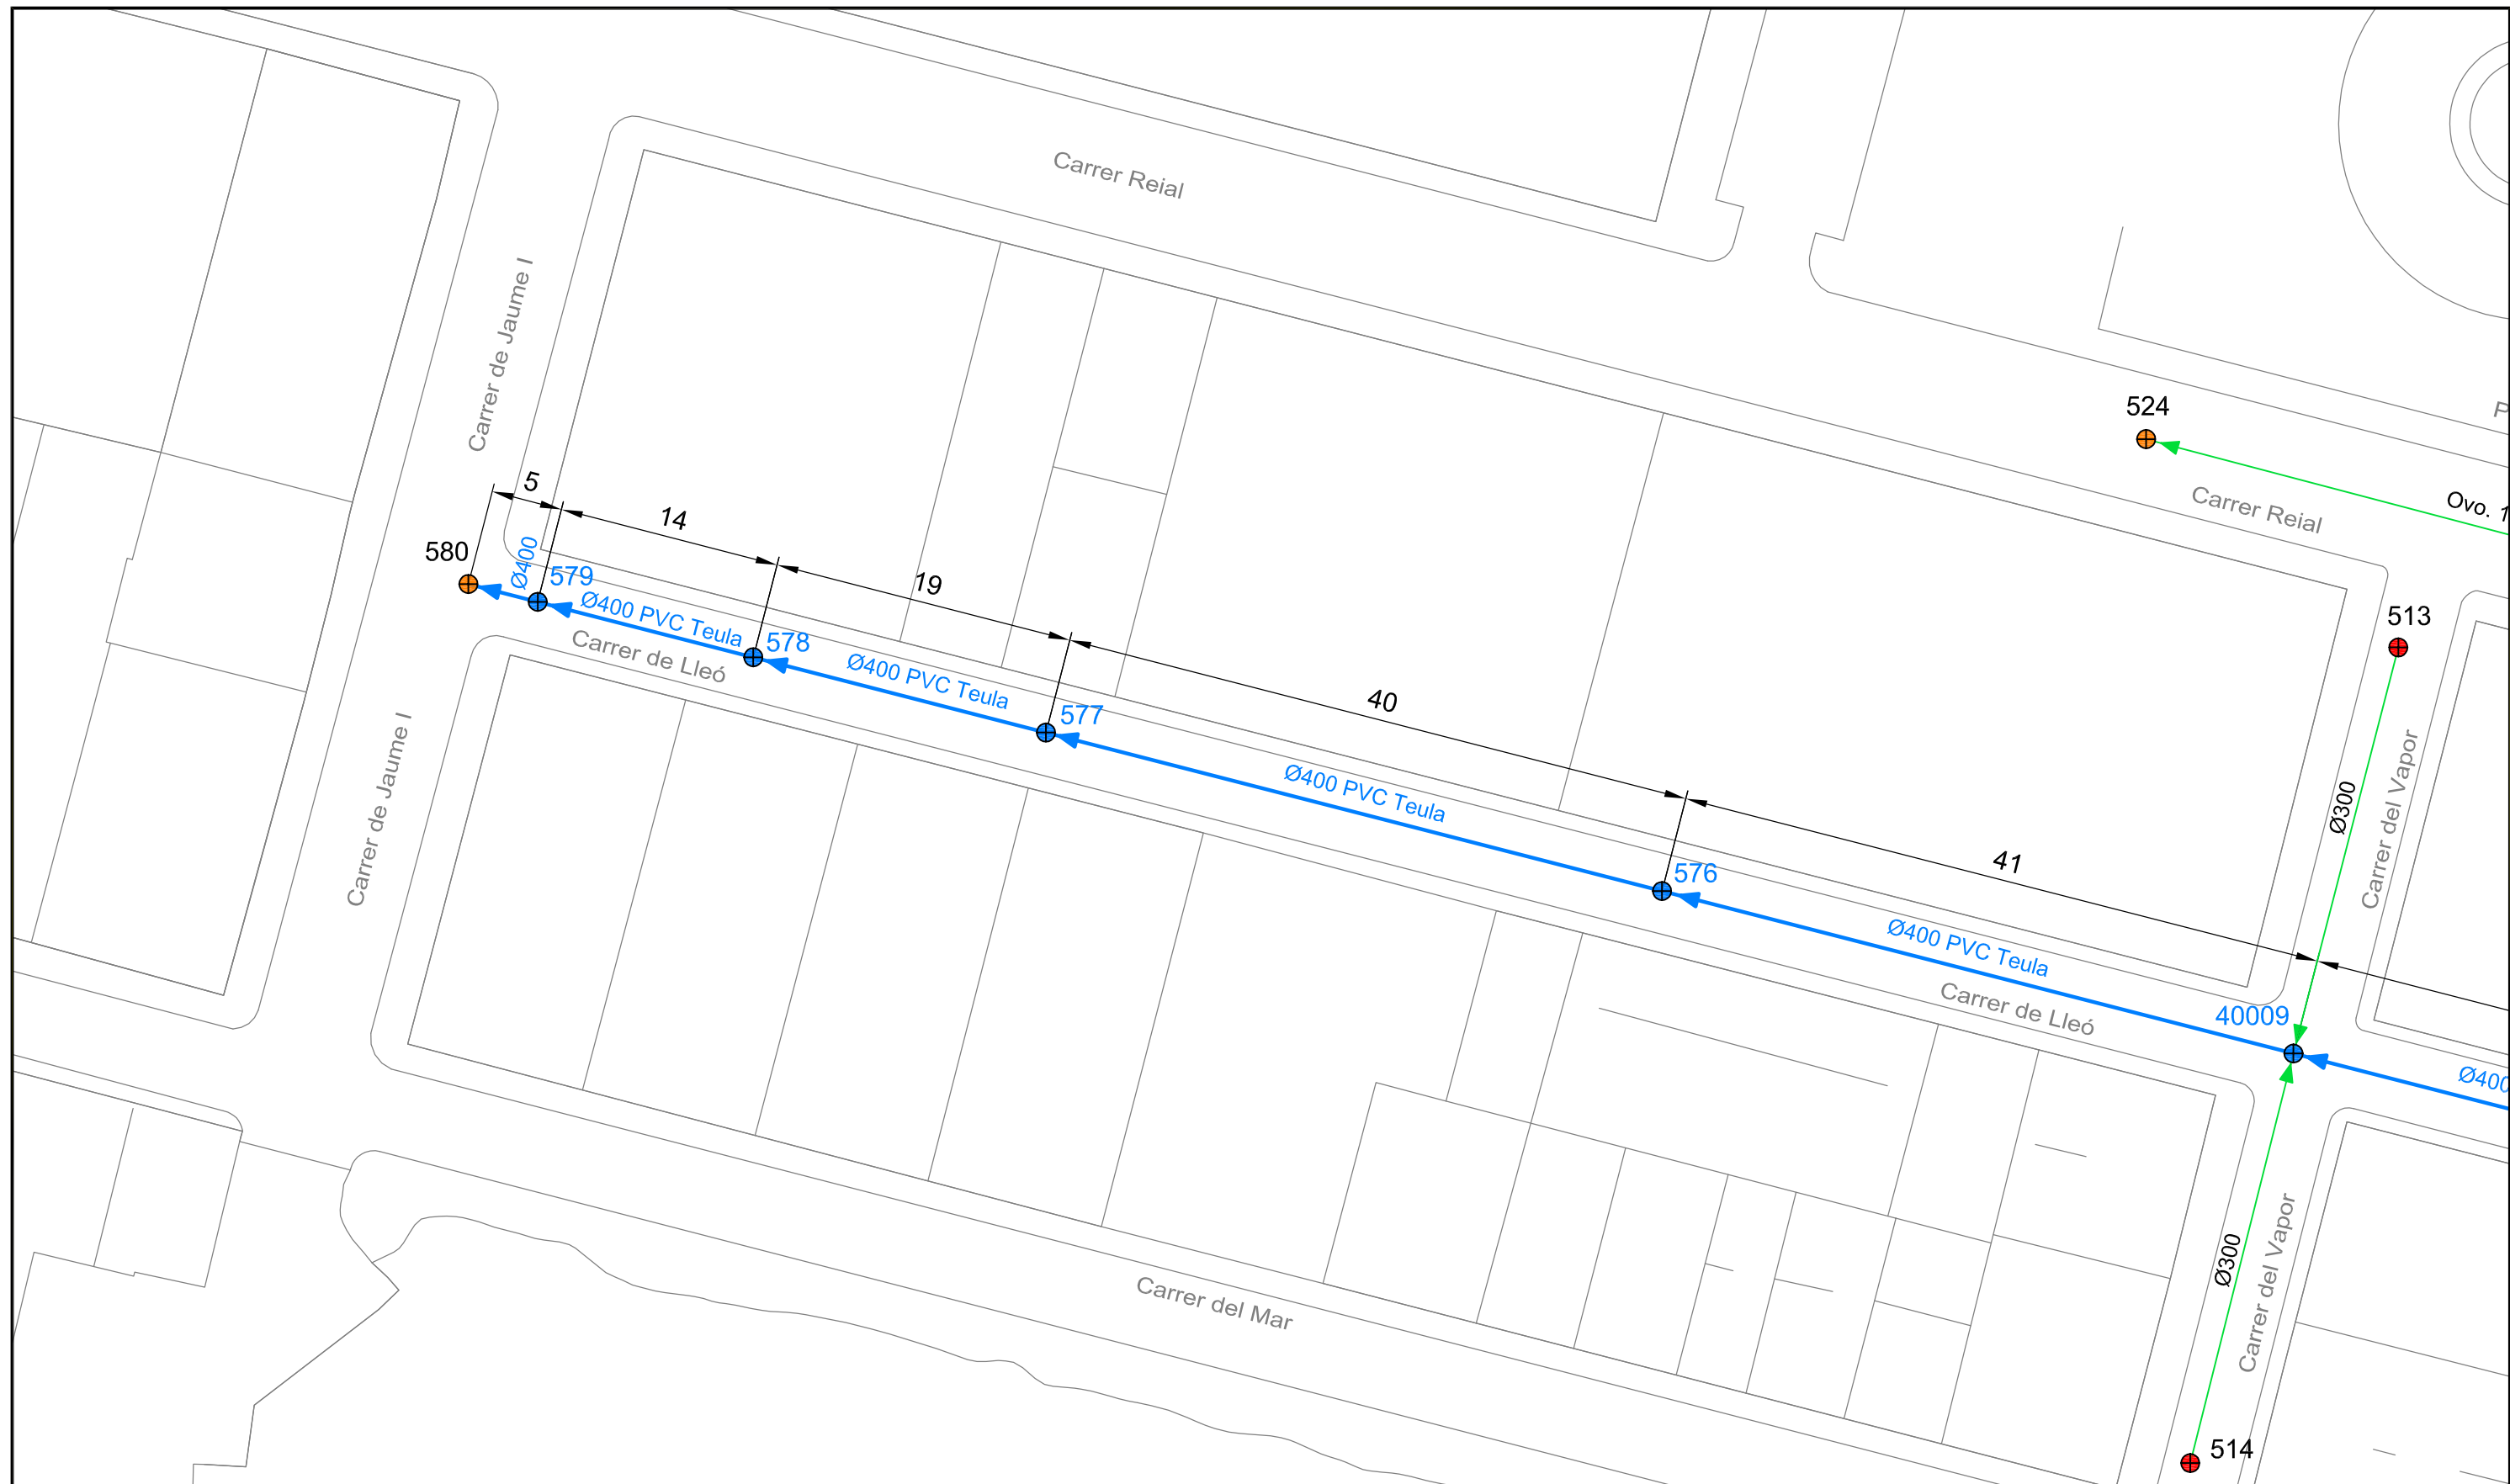 Carrer Reial
Carrer de Jaume I
524
P
Carrer Reial
Ovo. 1
5
14
19
580
Ø400
579
Ø400 PVC Teula
578
Carrer de Lleó
Ø400 PVC Teula
577
40
513
Ø400 PVC Teula
576
41
Ø300
Carrer del Vapor
Carrer de Jaume I
Ø400 PVC Teula
Carrer de Lleó
40009
Ø400
Carrer del Mar
Ø300
Carrer del Vapor
514